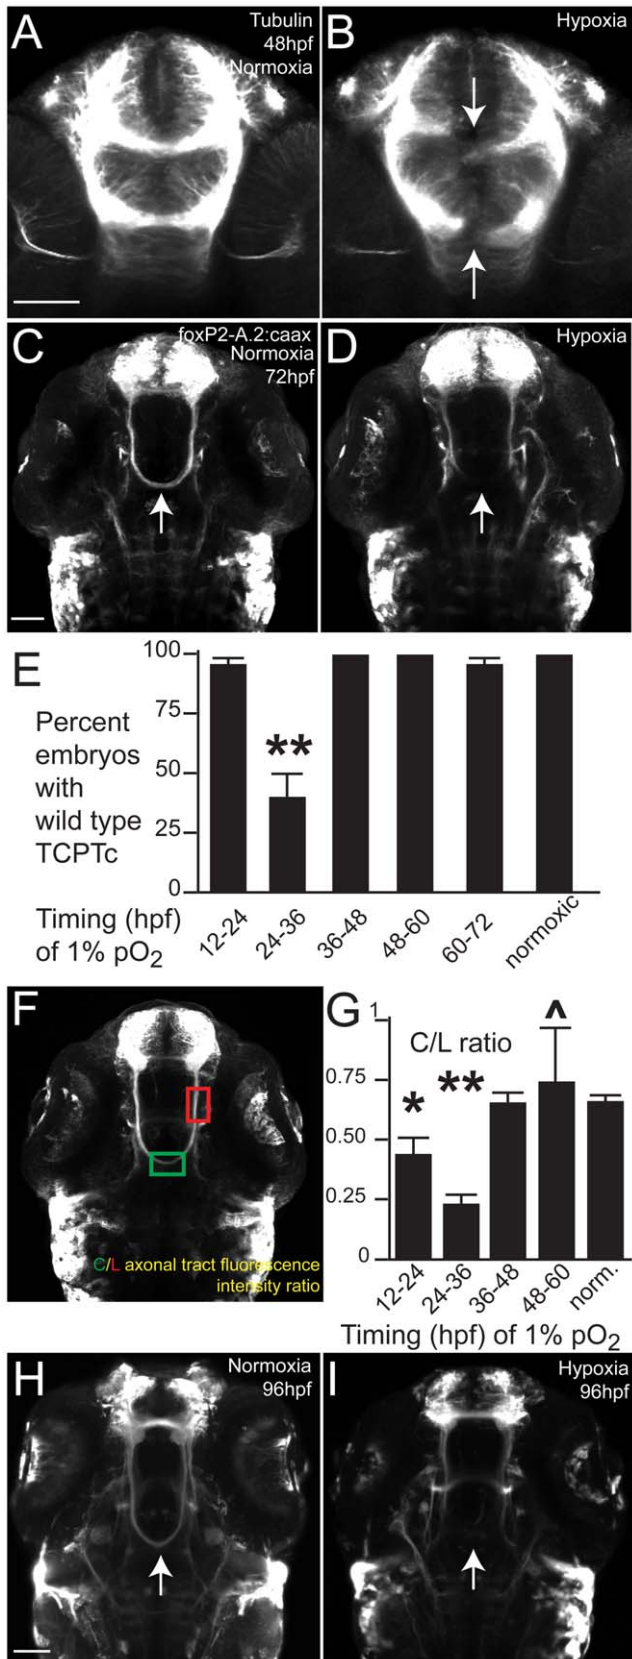 A
Tubulin
48hpf
Normoxia
B
Hypoxia
C
foxP2-A.2:caax
Normoxia
72hpf
D
Hypoxia
E
Percent
embryos
with
wild type
TCPTc
100
75
50
25
0
**
Timing (hpf)
of 1% pO2
12-24
24-36
36-48
48-60
60-72
normoxic
F
C/L axonal tract fluorescence
intensity ratio
G
C/L ratio
1
0.75
0.50
0.25
0
*
**
^
12-24
24-36
36-48
48-60
norm.
Timing (hpf) of 1% pO2
H
Normoxia
96hpf
I
Hypoxia
96hpf